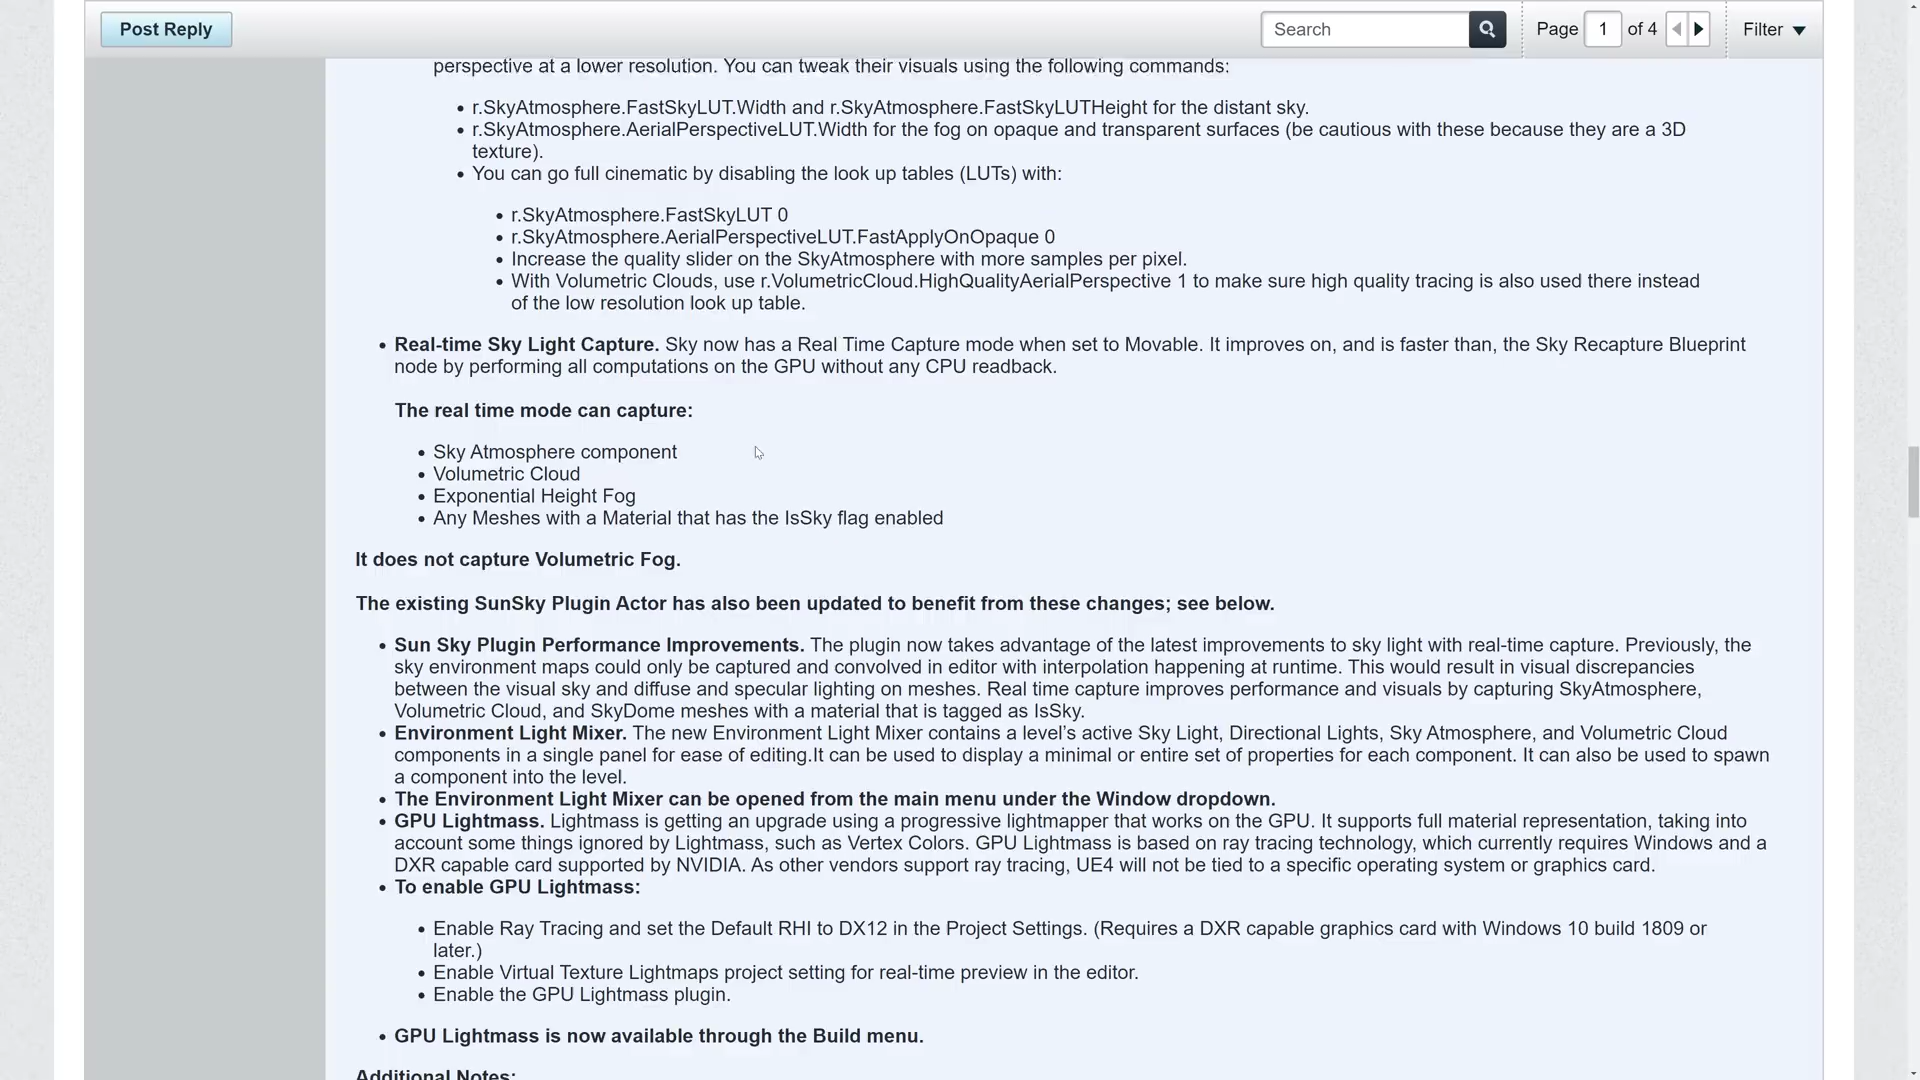 Post Reply
Search
Page 1 of 4
Filter
perspective at a lower resolution. You can tweak their visuals using the following commands:
• r.SkyAtmosphere.FastSkyLUT.Width and r.SkyAtmosphere.FastSkyLUTHeight for the distant sky.
• r.SkyAtmosphere.AerialPerspectiveLUT.Width for the fog on opaque and transparent surfaces (be cautious with these because they are a 3D
texture).
• You can go full cinematic by disabling the look up tables (LUTs) with:
• r.SkyAtmosphere.FastSkyLUT 0
• r.SkyAtmosphere.AerialPerspectiveLUT.FastApplyOnOpaque 0
• Increase the quality slider on the SkyAtmosphere with more samples per pixel.
• With Volumetric Clouds, use r.VolumetricCloud.HighQualityAerialPerspective 1 to make sure high quality tracing is also used there instead
of the low resolution look up table.
• Real-time Sky Light Capture. Sky now has a Real Time Capture mode when set to Movable. It improves on, and is faster than, the Sky Recapture Blueprint
node by performing all computations on the GPU without any CPU readback.
The real time mode can capture:
• Sky Atmosphere component
• Volumetric Cloud
• Exponential Height Fog
• Any Meshes with a Material that has the IsSky flag enabled
It does not capture Volumetric Fog.
The existing SunSky Plugin Actor has also been updated to benefit from these changes; see below.
• Sun Sky Plugin Performance Improvements. The plugin now takes advantage of the latest improvements to sky light with real-time capture. Previously, the
sky environment maps could only be captured and convolved in editor with interpolation happening at runtime. This would result in visual discrepancies
between the visual sky and diffuse and specular lighting on meshes. Real time capture improves performance and visuals by capturing SkyAtmosphere,
Volumetric Cloud, and SkyDome meshes with a material that is tagged as IsSky.
• Environment Light Mixer. The new Environment Light Mixer contains a level’s active Sky Light, Directional Lights, Sky Atmosphere, and Volumetric Cloud
components in a single panel for ease of editing.It can be used to display a minimal or entire set of properties for each component. It can also be used to spawn
a component into the level.
• The Environment Light Mixer can be opened from the main menu under the Window dropdown.
• GPU Lightmass. Lightmass is getting an upgrade using a progressive lightmapper that works on the GPU. It supports full material representation, taking into
account some things ignored by Lightmass, such as Vertex Colors. GPU Lightmass is based on ray tracing technology, which currently requires Windows and a
DXR capable card supported by NVIDIA. As other vendors support ray tracing, UE4 will not be tied to a specific operating system or graphics card.
• To enable GPU Lightmass:
• Enable Ray Tracing and set the Default RHI to DX12 in the Project Settings. (Requires a DXR capable graphics card with Windows 10 build 1809 or
later.)
• Enable Virtual Texture Lightmaps project setting for real-time preview in the editor.
• Enable the GPU Lightmass plugin.
• GPU Lightmass is now available through the Build menu.
Additional Notes: